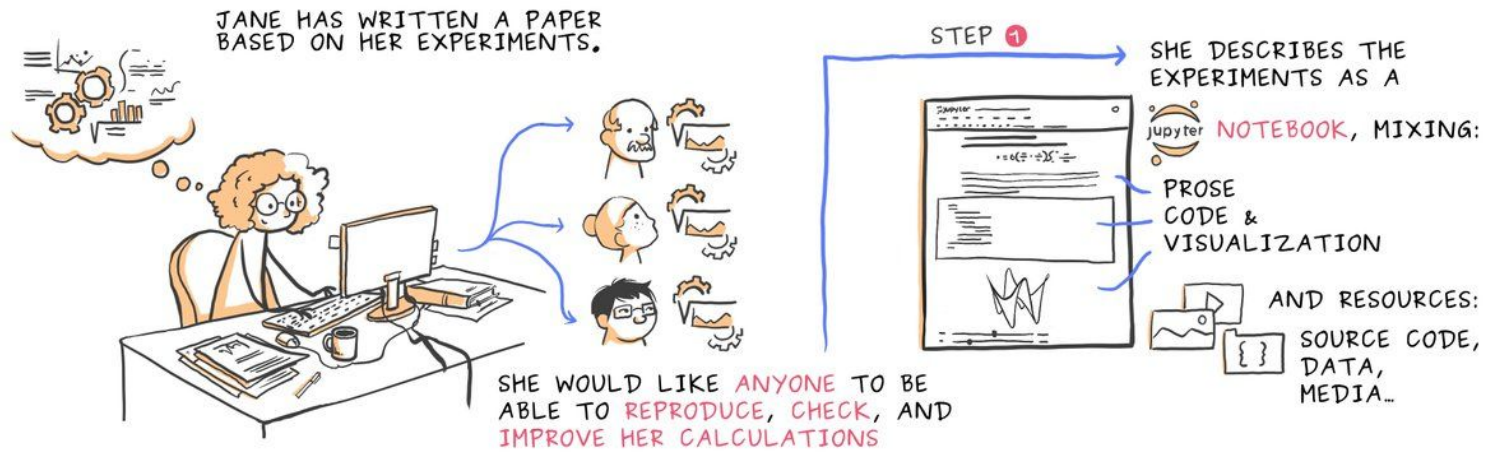 JANE HAS WRITTEN A PAPER
BASED ON HER EXPERIMENTS.
SHE WOULD LIKE ANYONE TO BE
ABLE TO REPRODUCE, CHECK, AND
IMPROVE HER CALCULATIONS
STEP 1
SHE DESCRIBES THE
EXPERIMENTS AS A
jupyter NOTEBOOK, MIXING:
PROSE
CODE &
VISUALIZATION
AND RESOURCES:
SOURCE CODE,
DATA,
MEDIA...